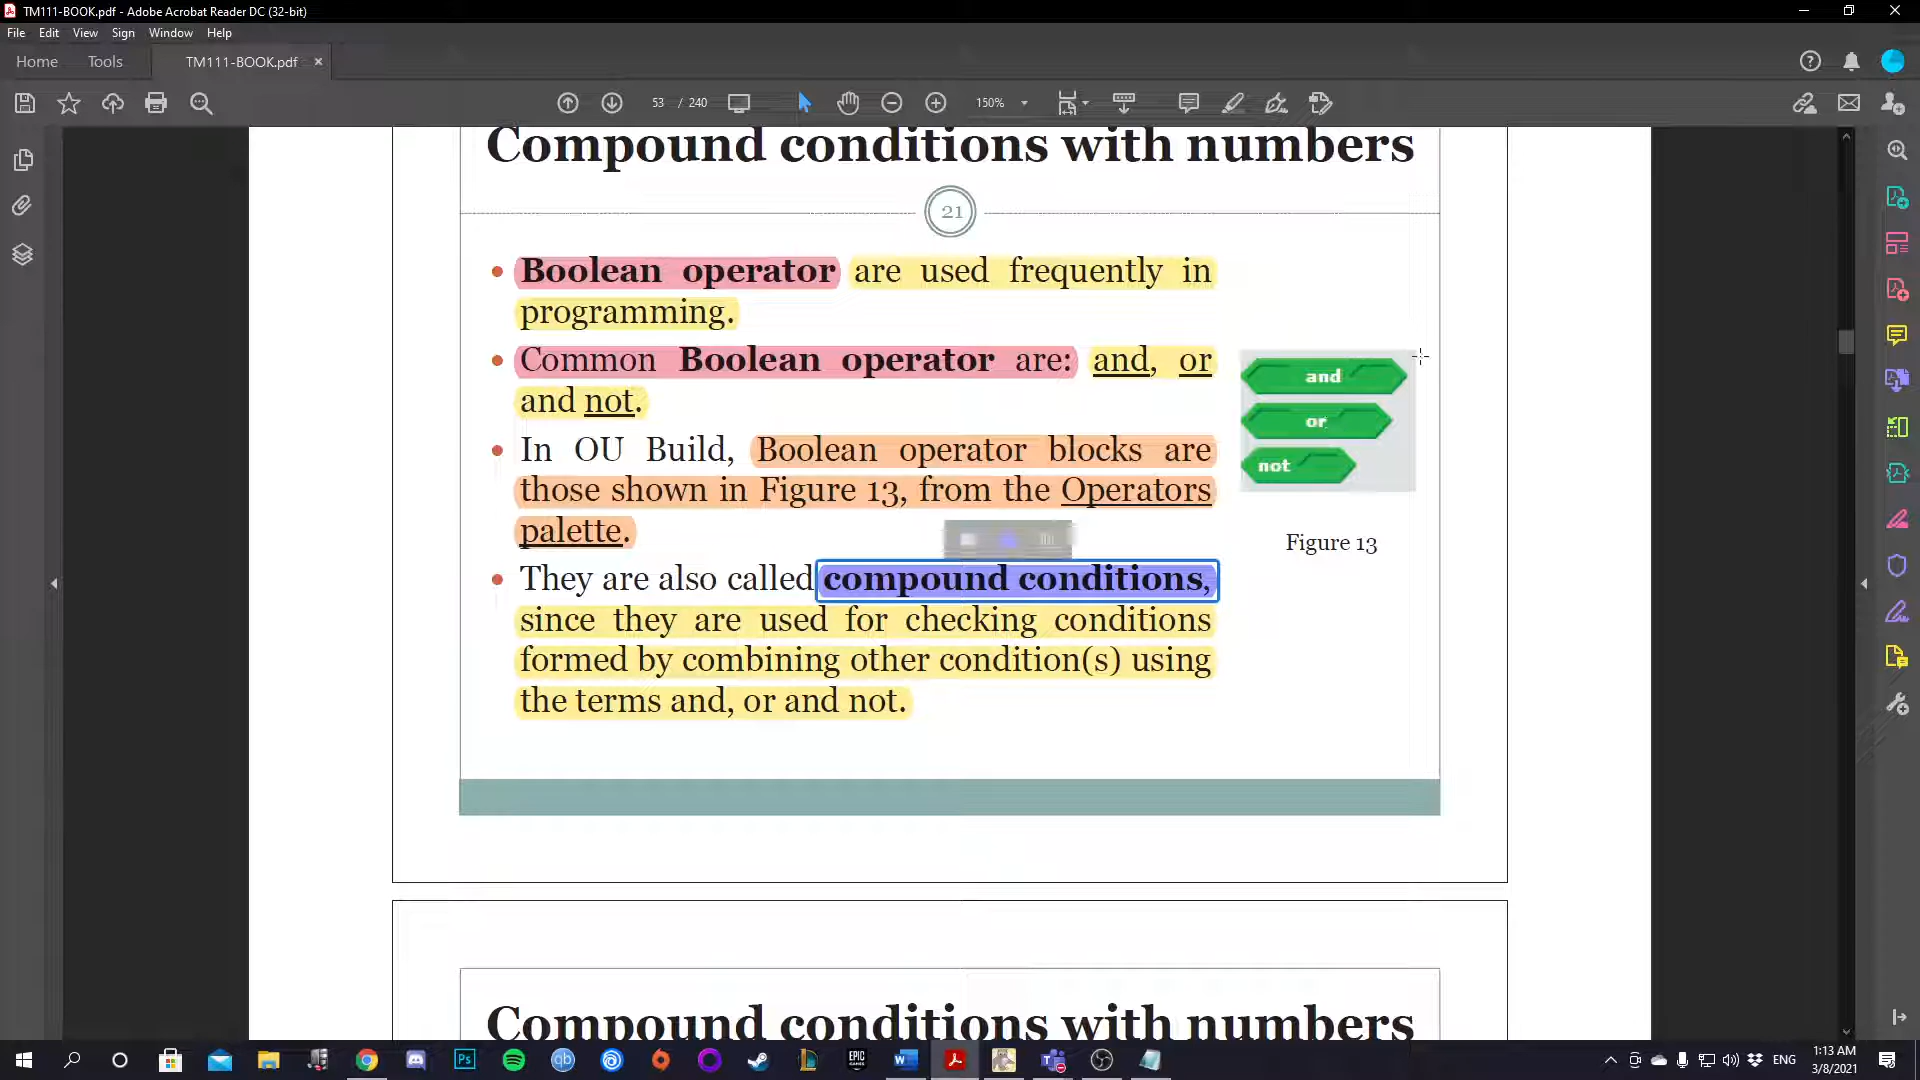 TM111-BOOK.pdf - Adobe Acrobat Reader DC (32-bit)
File Edit View Sign Window Help
Home Tools TM111-BOOK.pdf
53 / 240 150%
Compound conditions with numbers
21
Boolean operator are used frequently in
programming.
Common Boolean operator are: and, or
and not.
In OU Build, Boolean operator blocks are
those shown in Figure 13, from the Operators
palette.
They are also called compound conditions,
since they are used for checking conditions
formed by combining other condition(s) using
the terms and, or and not.
and
or
not
Figure 13
Compound conditions with numbers
Ps qb EPIC GAMES
ENG
1:13 AM
3/8/2021